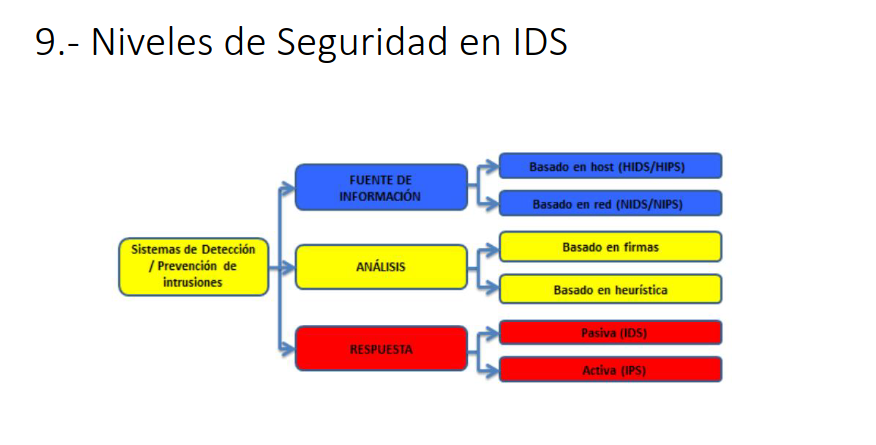 9.- Niveles de Seguridad en IDS
Sistemas de Detección
/ Prevención de
intrusiones
FUENTE DE
INFORMACIÓN
Basado en host (HIDS/HIPS)
Basado en red (NIDS/NIPS)
ANÁLISIS
Basado en firmas
Basado en heurística
RESPUESTA
Pasiva (IDS)
Activa (IPS)